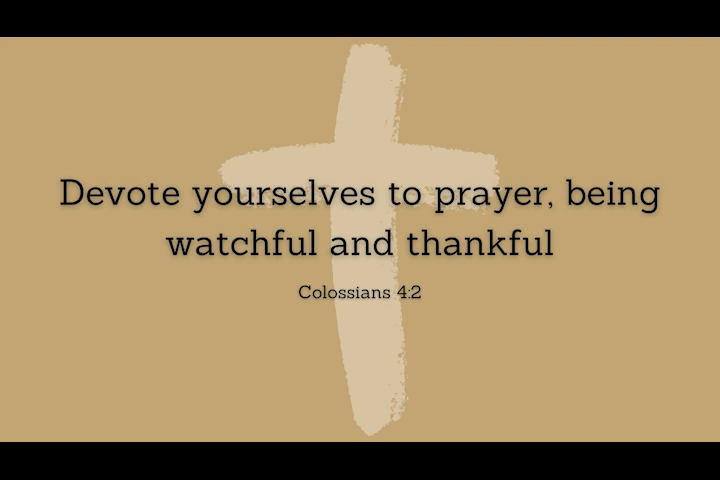 Devote yourselves to prayer, being
watchful and thankful
Colossians 4:2